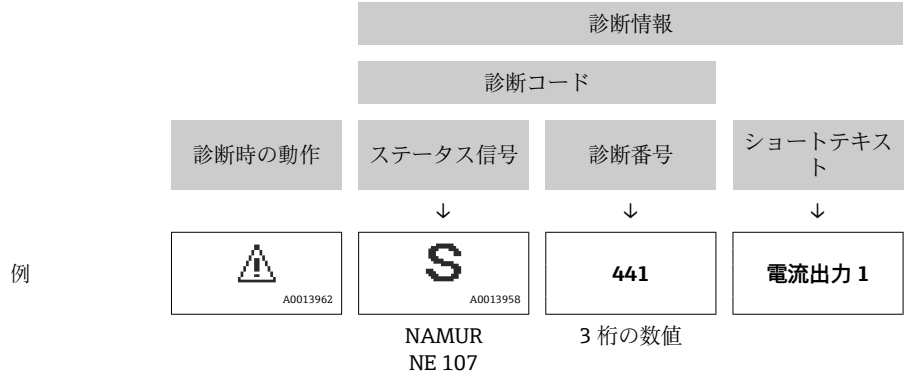 診断情報
診断コード
診断時の動作
ステータス信号
診断番号
ショートテキス
ト
↓
↓
↓
例
A0013962
S
A0013958
441
電流出力 1
NAMUR
NE 107
3 桁の数値